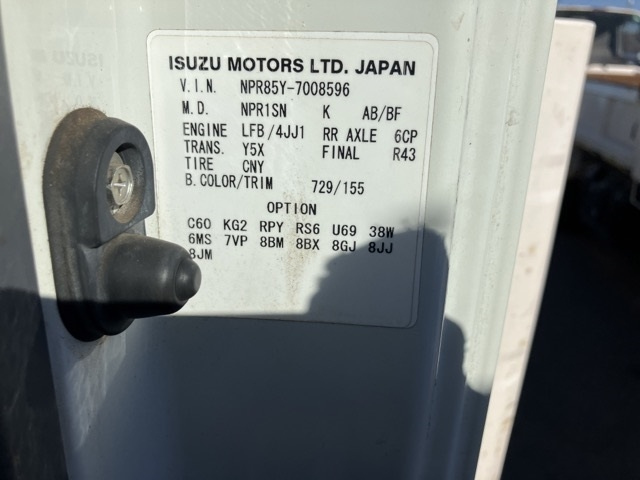 ISUZU MOTORS LTD. JAPAN
V.I.N. NPR85Y-7008596
M.D. NPR1SN K AB/BF
ENGINE LFB/4JJ1 RR AXLE 6CP
TRANS. Y5X FINAL R43
TIRE CNY
B.COLOR/TRIM 729/155
OPTION
C60 KG2 RPY RS6 U69 38W
6MS 7VP 8BM 8BX 8GJ 8JJ
8JM